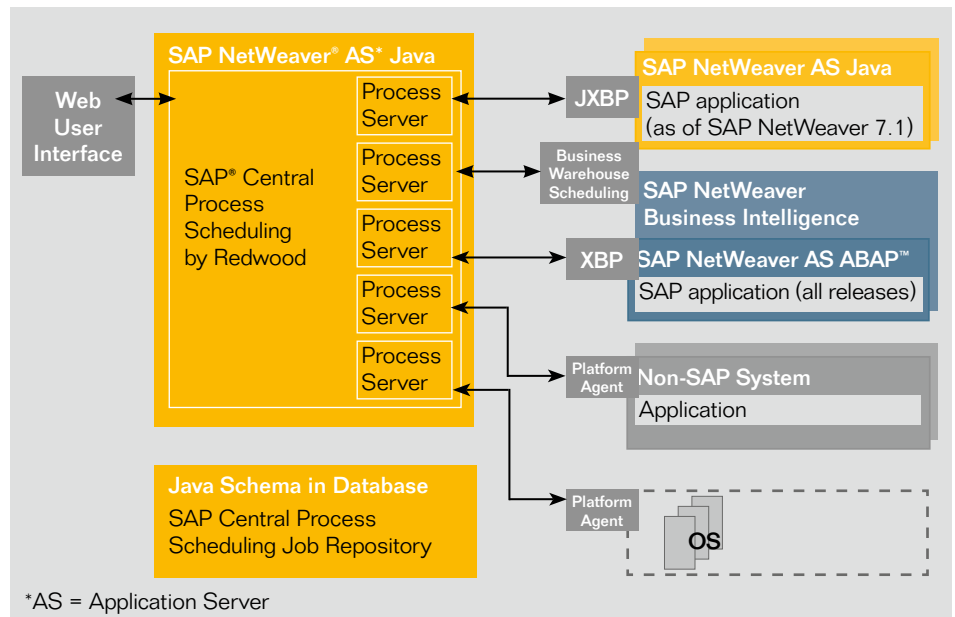 SAP NetWeaver® AS* Java
Web
User
Interface
SAP® Central
Process
Scheduling
by Redwood
Process
Server
Process
Server
Process
Server
Process
Server
Process
Server
JXBP
SAP NetWeaver AS Java
SAP application
(as of SAP NetWeaver 7.1)
Business
Warehouse
Scheduling
SAP NetWeaver
Business Intelligence
XBP
SAP NetWeaver AS ABAP™
SAP application (all releases)
Platform
Agent
Non-SAP System
Application
Platform
Agent
OS
Java Schema in Database
SAP Central Process
Scheduling Job Repository
*AS = Application Server